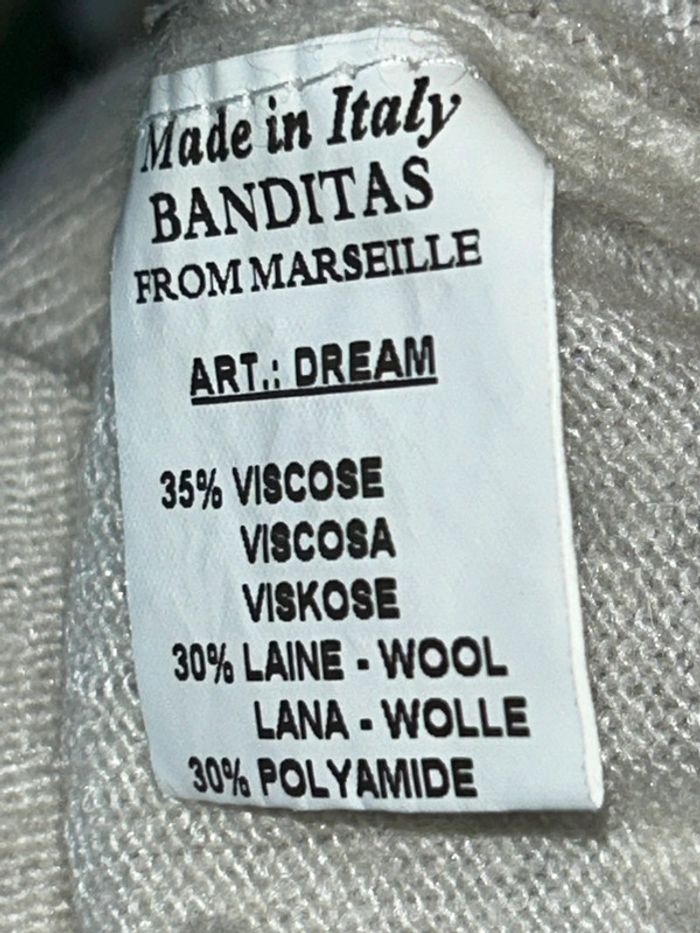 Made in Italy
BANDITAS
FROM MARSEILLE
ART.: DREAM
35% VISCOSE
VISCOSA
VISKOSE
30% LAINE - WOOL
LANA - WOLLE
30% POLYAMIDE